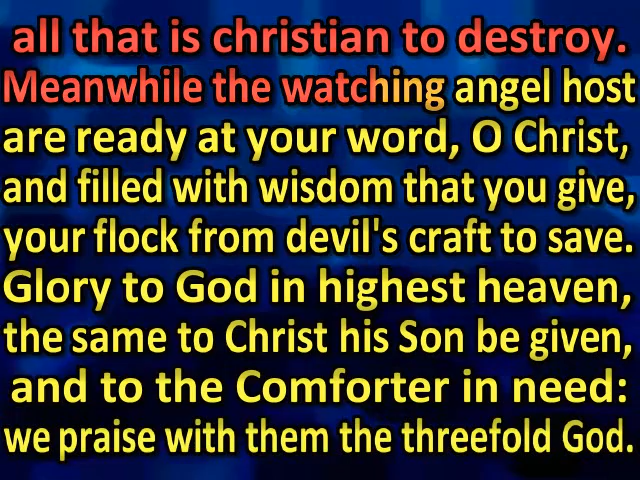 all that is christian to destroy.
Meanwhile the watching angel host
are ready at your word, O Christ,
and filled with wisdom that you give,
your flock from devil's craft to save.
Glory to God in highest heaven,
the same to Christ his Son be given,
and to the Comforter in need:
we praise with them the threefold God.